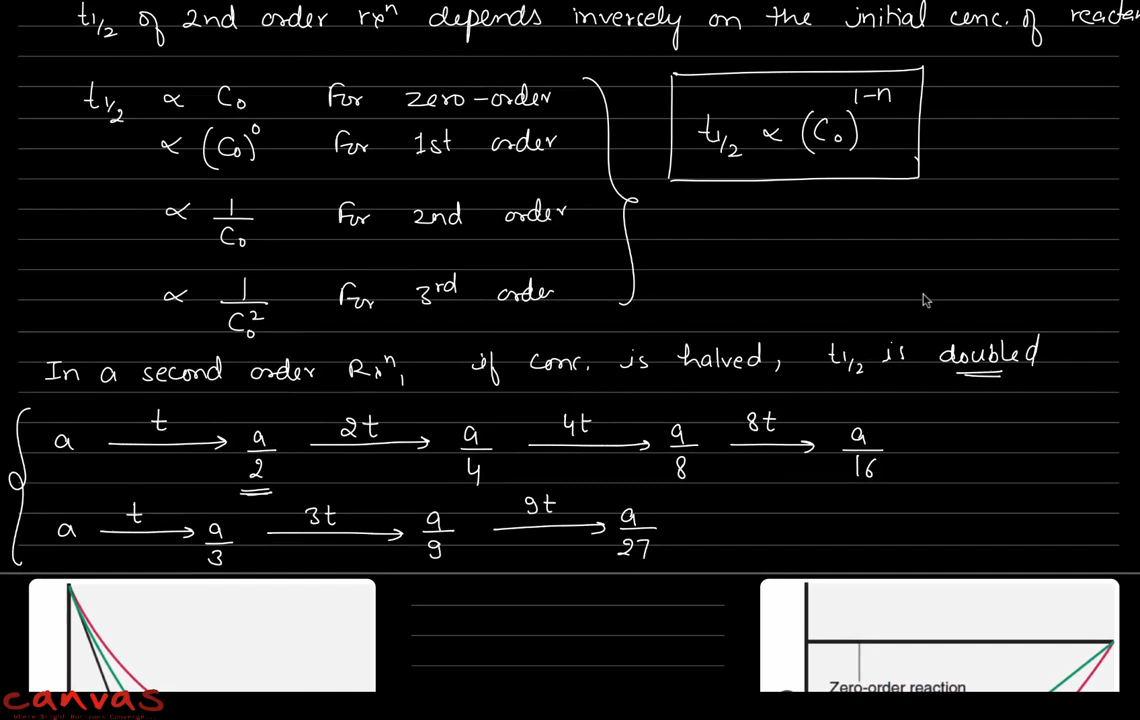 t1/2 of 2nd order rxⁿ depends inversely on the initial conc. of reactan
t1/2 ∝ C₀ for zero-order
∝ (C₀)⁰ for 1st order
∝ 1/C₀ for 2nd order
∝ 1/C₀² for 3rd order
t1/2 ∝ (C₀)^(1-n)
In a second order Rxⁿ, if conc. is halved, t1/2 is doubled
a —t→ a/2 —2t→ a/4 —4t→ a/8 —8t→ a/16
a —t→ a/3 —3t→ a/9 —9t→ a/27
Zero-order reaction
canvas